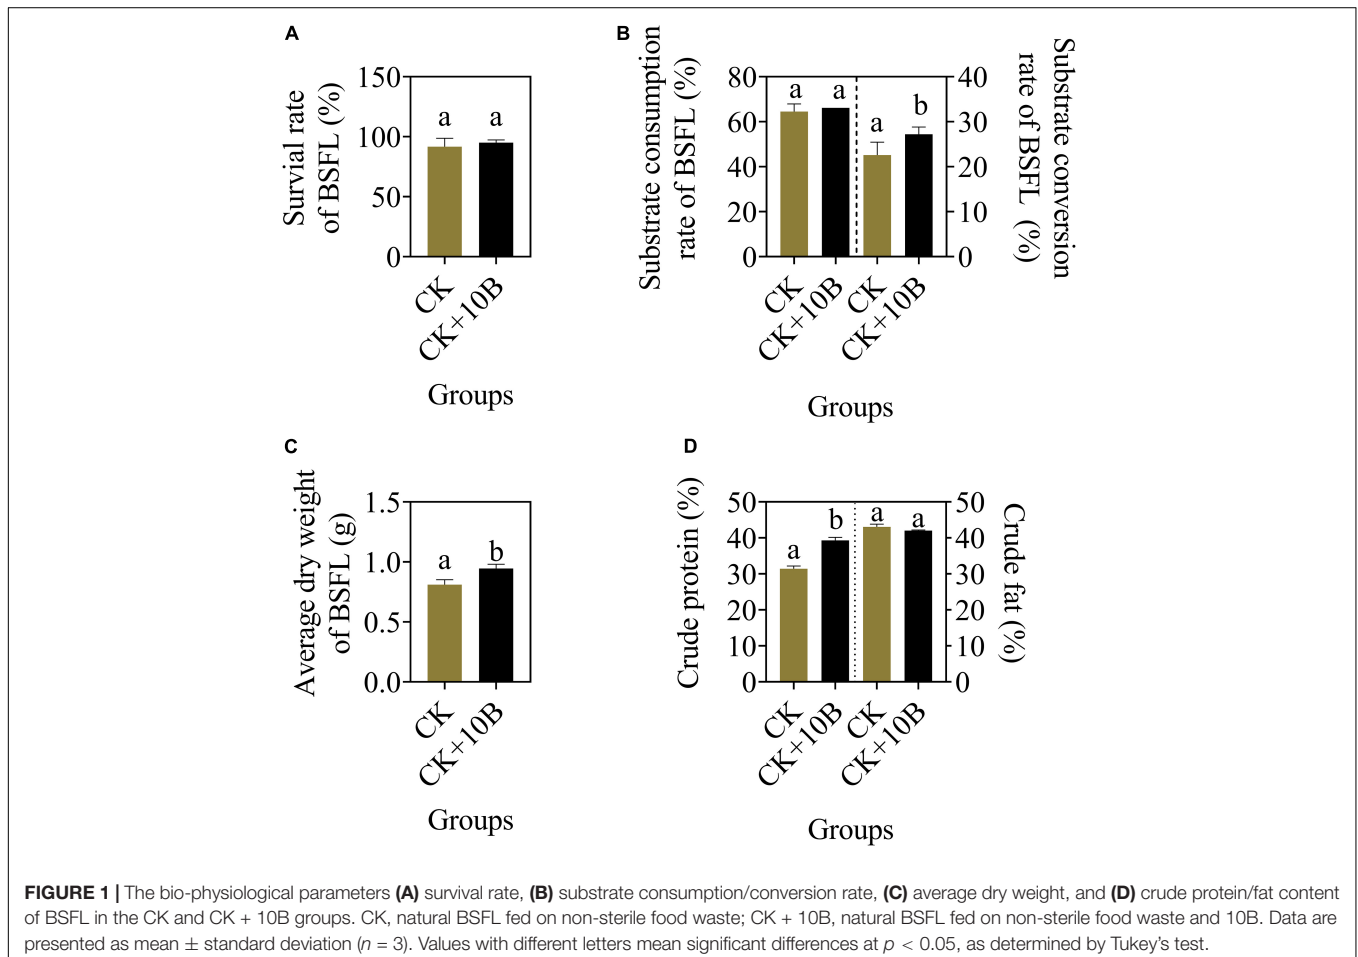 A
Survial rate
of BSFL (%)
150
100
50
0
a
a
CK
CK+10B
Groups
B
Substrate consumption
rate of BSFL (%)
80
60
40
20
0
a
a
a
b
40
30
20
10
0
Substrate conversion
rate of BSFL (%)
CK
CK+10B
CK
CK+10B
Groups
C
Average dry weight
of BSFL (g)
1.5
1.0
0.5
0.0
a
b
CK
CK+10B
Groups
D
Crude protein (%)
50
40
30
20
10
0
a
b
a
a
50
40
30
20
10
0
Crude fat (%)
CK
CK+10B
CK
CK+10B
Groups
FIGURE 1 | The bio-physiological parameters (A) survival rate, (B) substrate consumption/conversion rate, (C) average dry weight, and (D) crude protein/fat content
of BSFL in the CK and CK + 10B groups. CK, natural BSFL fed on non-sterile food waste; CK + 10B, natural BSFL fed on non-sterile food waste and 10B. Data are
presented as mean ± standard deviation (n = 3). Values with different letters mean significant differences at p < 0.05, as determined by Tukey's test.